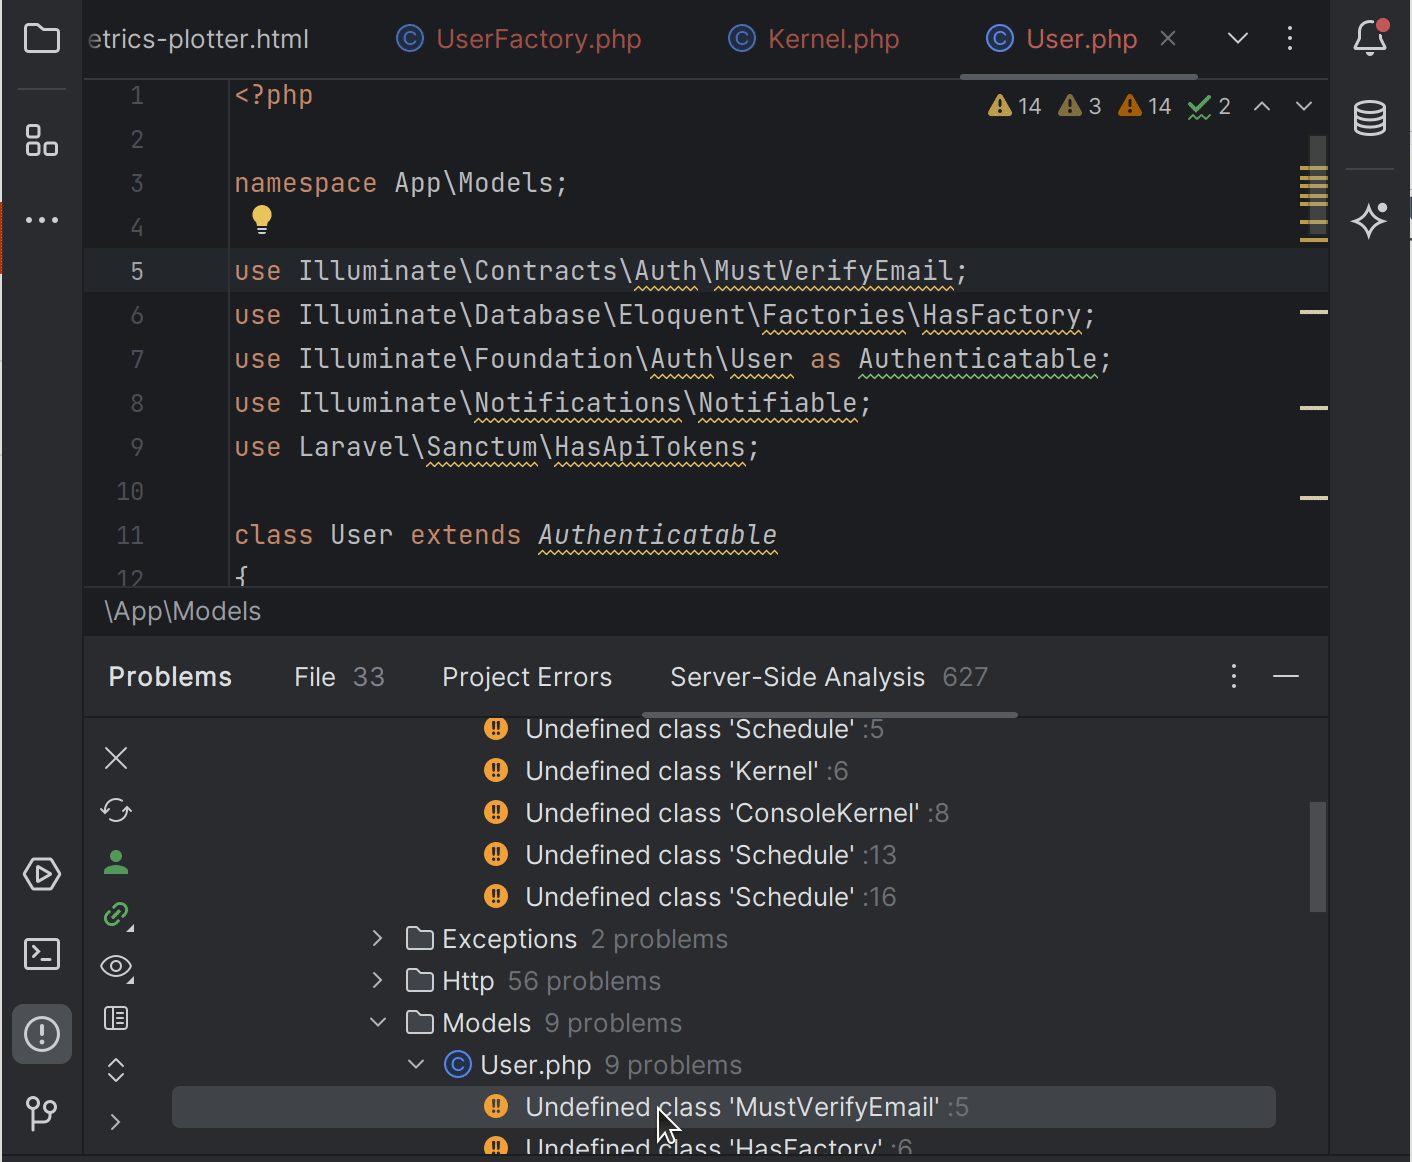 etrics-plotter.html UserFactory.php Kernel.php User.php
1 <?php
14 3 14 2
2
3 namespace App\Models;
4
5 use Illuminate\Contracts\Auth\MustVerifyEmail;
6 use Illuminate\Database\Eloquent\Factories\HasFactory;
7 use Illuminate\Foundation\Auth\User as Authenticatable;
8 use Illuminate\Notifications\Notifiable;
9 use Laravel\Sanctum\HasApiTokens;
10
11 class User extends Authenticatable
12 {
\App\Models
Problems File 33 Project Errors Server-Side Analysis 627
Undefined class 'Schedule' :5
Undefined class 'Kernel' :6
Undefined class 'ConsoleKernel' :8
Undefined class 'Schedule' :13
Undefined class 'Schedule' :16
Exceptions 2 problems
Http 56 problems
Models 9 problems
User.php 9 problems
Undefined class 'MustVerifyEmail' :5
Undefined class 'HasFactory' :6